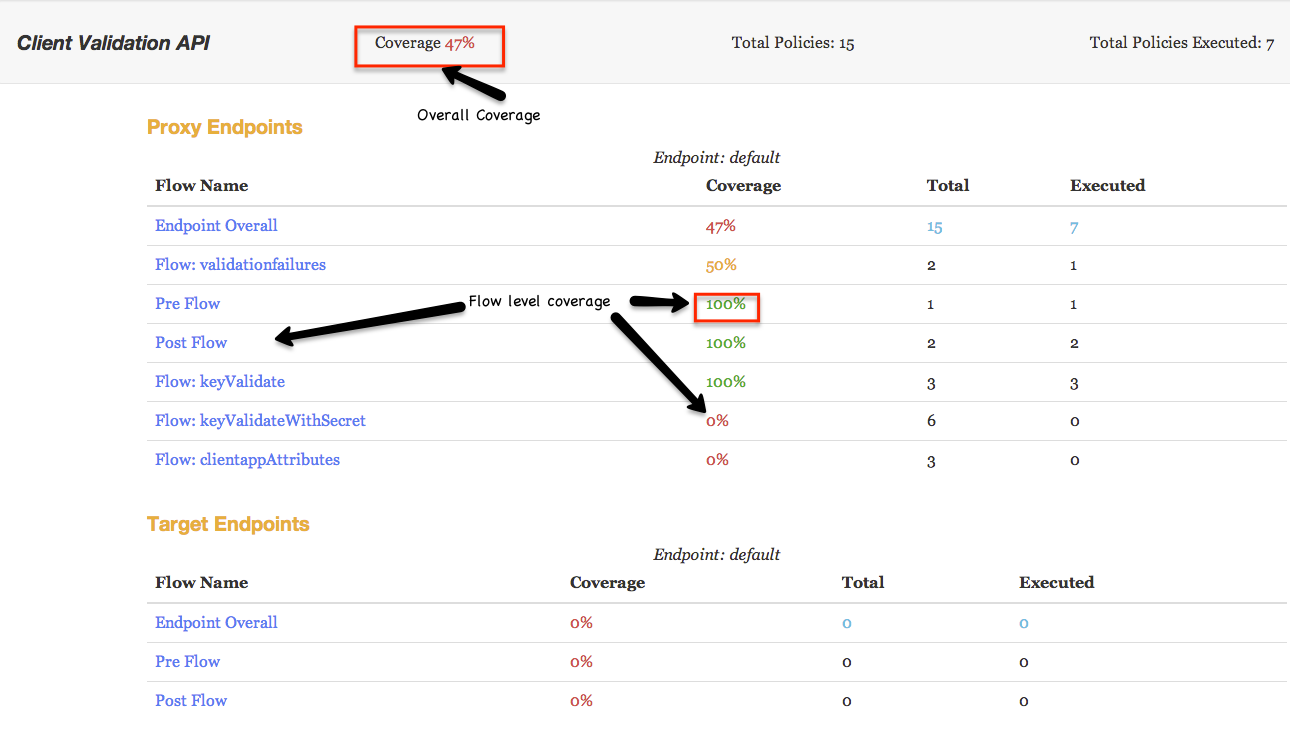 Client Validation API Coverage 47% Total Policies: 15 Total Policies Executed: 7
Overall Coverage
Proxy Endpoints
Endpoint: default
Flow Name Coverage Total Executed
Endpoint Overall 47% 15 7
Flow: validationfailures 50% 2 1
Pre Flow Flow level coverage 100% 1 1
Post Flow 100% 2 2
Flow: keyValidate 100% 3 3
Flow: keyValidateWithSecret 0% 6 0
Flow: clientappAttributes 0% 3 0
Target Endpoints
Endpoint: default
Flow Name Coverage Total Executed
Endpoint Overall 0% 0 0
Pre Flow 0% 0 0
Post Flow 0% 0 0